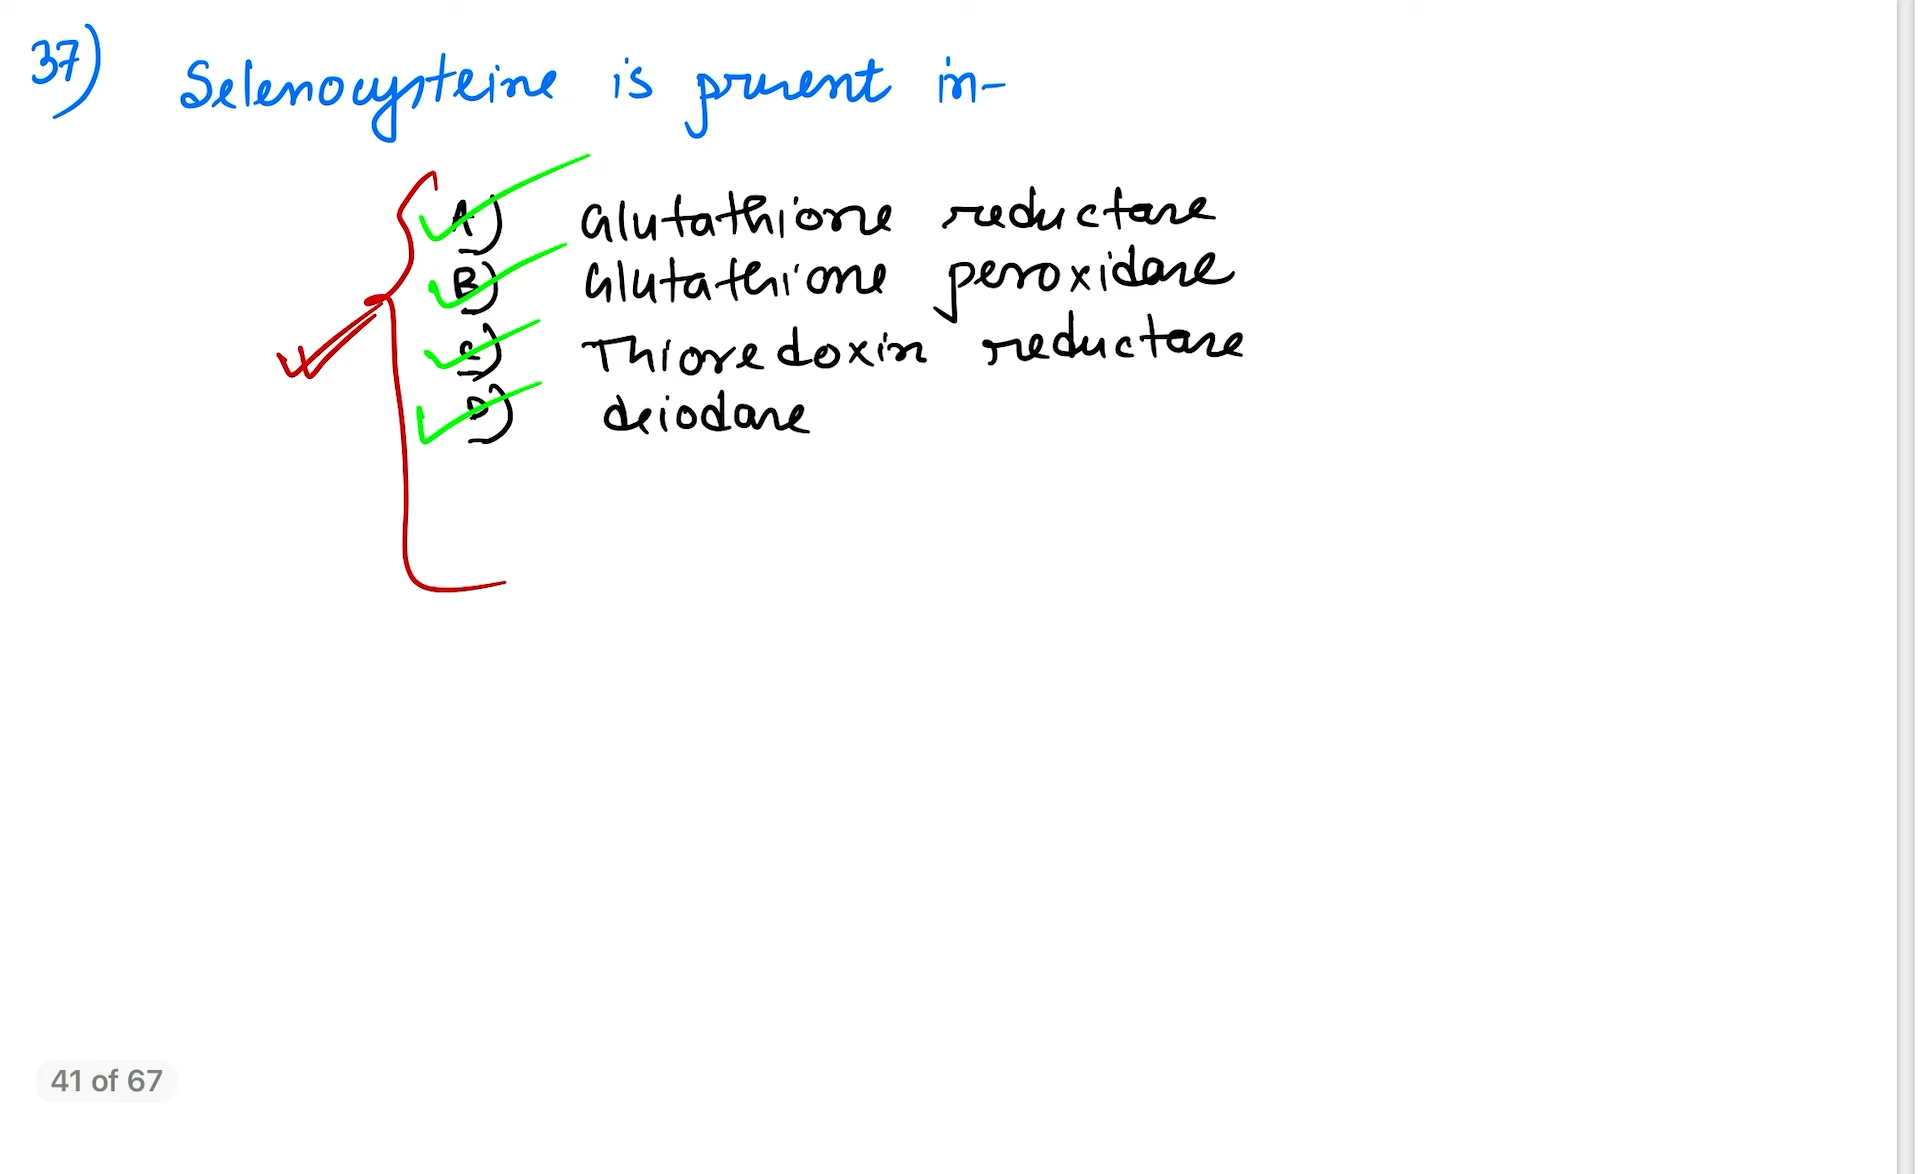 37) Selenocysteine is present in-
A) Glutathione reductase
B) Glutathione peroxidase
C) Thioredoxin reductase
D) deiodase
41 of 67